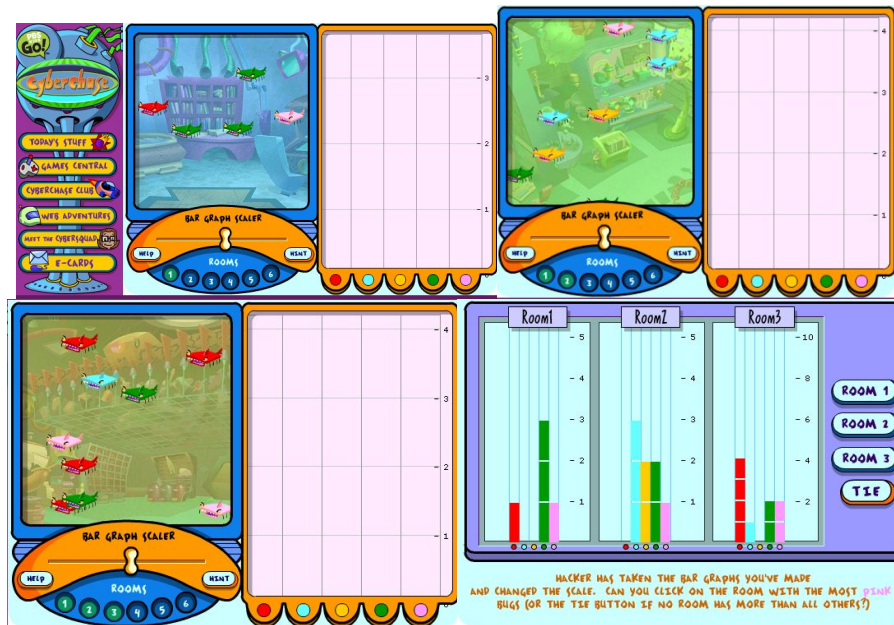 PBS KIDS GO!
CYBERCHASE
TODAY'S STUFF
GAMES CENTRAL
CYBERCHASE CLUB
WEB ADVENTURES
MEET THE CYBERSQUAD
E-CARDS
3
2
1
0
BAR GRAPH SCALER
HELP
HINT
ROOMS
1 2 3 4 5 6
4
3
2
1
0
BAR GRAPH SCALER
HELP
HINT
ROOMS
1 2 3 4 5 6
4
3
2
1
0
BAR GRAPH SCALER
HELP
HINT
ROOMS
1 2 3 4 5 6
ROOM1
5
4
3
2
1
ROOM2
5
4
3
2
1
ROOM3
10
8
6
4
2
ROOM 1
ROOM 2
ROOM 3
TIE
HACKER HAS TAKEN THE BAR GRAPHS YOU'VE MADE
AND CHANGED THE SCALE. CAN YOU CLICK ON THE ROOM WITH THE MOST PINK
BUGS (OR THE TIE BUTTON IF NO ROOM HAS MORE THAN ALL OTHERS?)